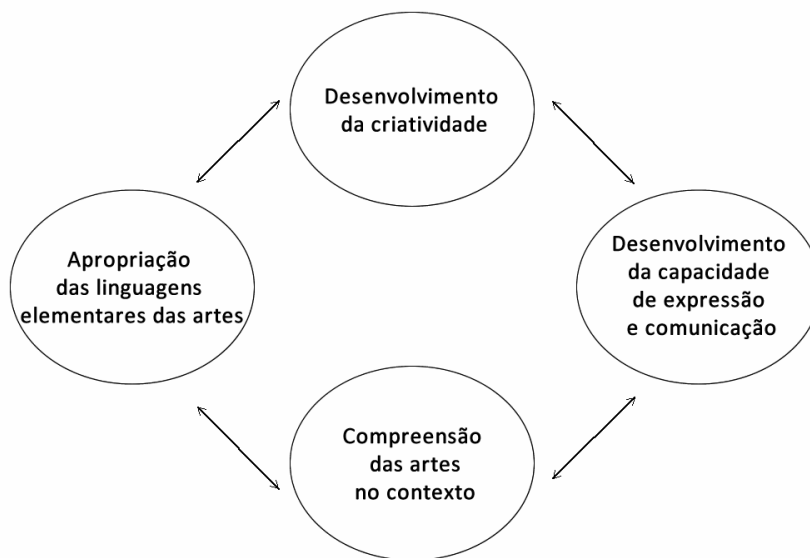 Desenvolvimento
da criatividade
Apropriação
das linguagens
elementares das artes
Desenvolvimento
da capacidade
de expressão
e comunicação
Compreensão
das artes
no contexto